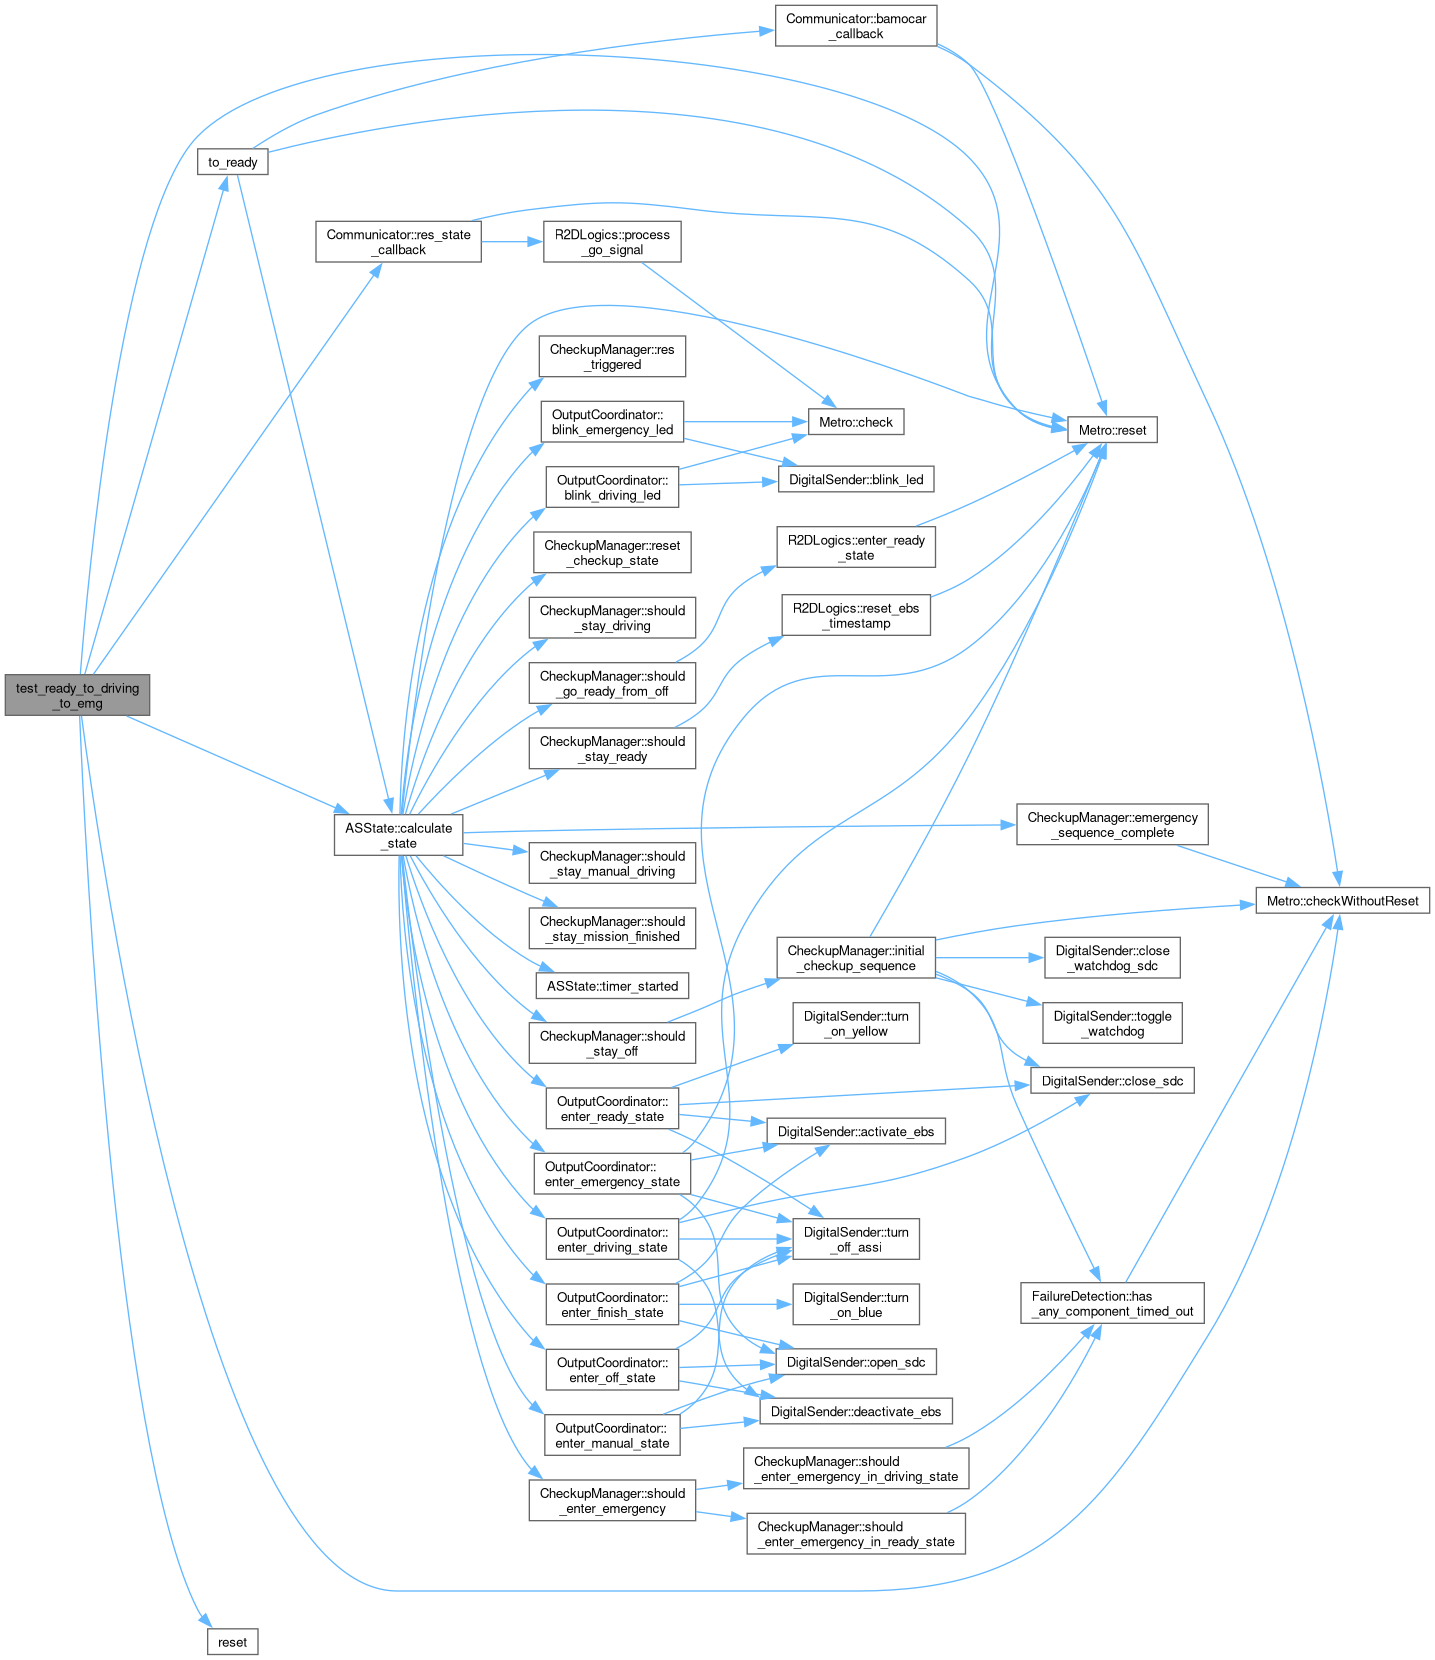 Communicator::bamocar
_callback
to_ready
Communicator::res_state
_callback
R2DLogics::process
_go_signal
CheckupManager::res
_triggered
OutputCoordinator::
blink_emergency_led
Metro::check
Metro::reset
OutputCoordinator::
blink_driving_led
DigitalSender::blink_led
CheckupManager::reset
_checkup_state
R2DLogics::enter_ready
_state
CheckupManager::should
_stay_driving
R2DLogics::reset_ebs
_timestamp
CheckupManager::should
_go_ready_from_off
test_ready_to_driving
_to_emg
CheckupManager::should
_stay_ready
ASState::calculate
_state
CheckupManager::emergency
_sequence_complete
CheckupManager::should
_stay_manual_driving
Metro::checkWithoutReset
CheckupManager::should
_stay_mission_finished
CheckupManager::initial
_checkup_sequence
DigitalSender::close
_watchdog_sdc
ASState::timer_started
DigitalSender::turn
_on_yellow
DigitalSender::toggle
_watchdog
CheckupManager::should
_stay_off
DigitalSender::close_sdc
OutputCoordinator::
enter_ready_state
DigitalSender::activate_ebs
OutputCoordinator::
enter_emergency_state
OutputCoordinator::
enter_driving_state
DigitalSender::turn
_off_assi
OutputCoordinator::
enter_finish_state
DigitalSender::turn
_on_blue
FailureDetection::has
_any_component_timed_out
OutputCoordinator::
enter_off_state
DigitalSender::open_sdc
DigitalSender::deactivate_ebs
OutputCoordinator::
enter_manual_state
CheckupManager::should
_enter_emergency_in_driving_state
CheckupManager::should
_enter_emergency
CheckupManager::should
_enter_emergency_in_ready_state
reset